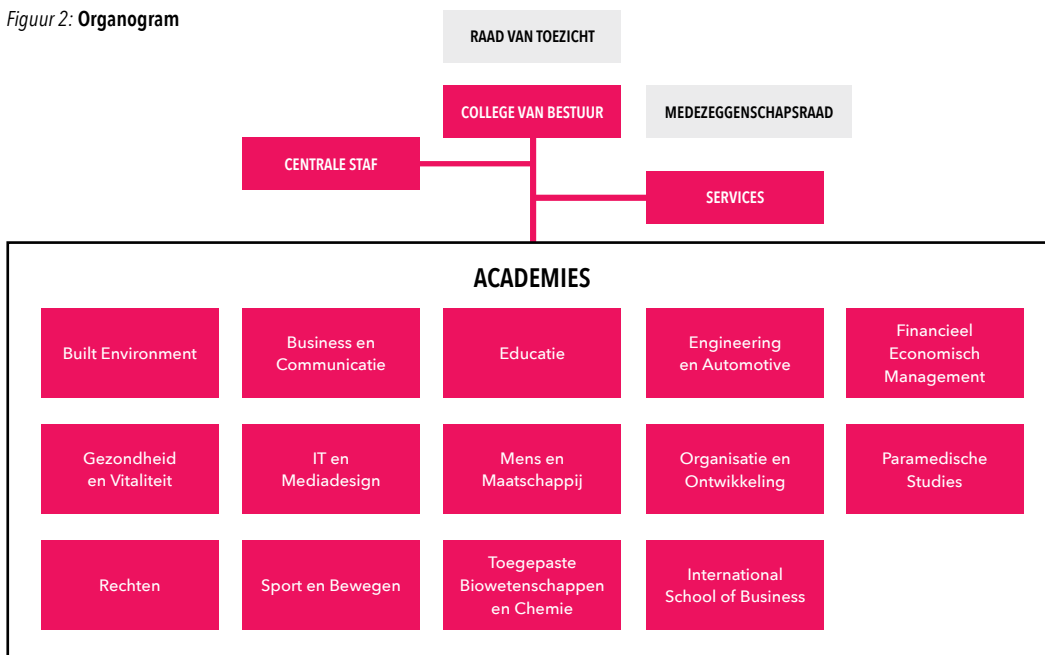 Figuur 2: Organogram
RAAD VAN TOEZICHT
COLLEGE VAN BESTUUR
MEDEZEGGENSCHAPSRAAD
CENTRALE STAF
SERVICES
ACADEMIES
Built Environment
Business en
Communicatie
Educatie
Engineering
en Automotive
Financieel
Economisch
Management
Gezondheid
en Vitaliteit
IT en
Mediadesign
Mens en
Maatschappij
Organisatie en
Ontwikkeling
Paramedische
Studies
Rechten
Sport en Bewegen
Toegepaste
Biowetenschappen
en Chemie
International
School of Business